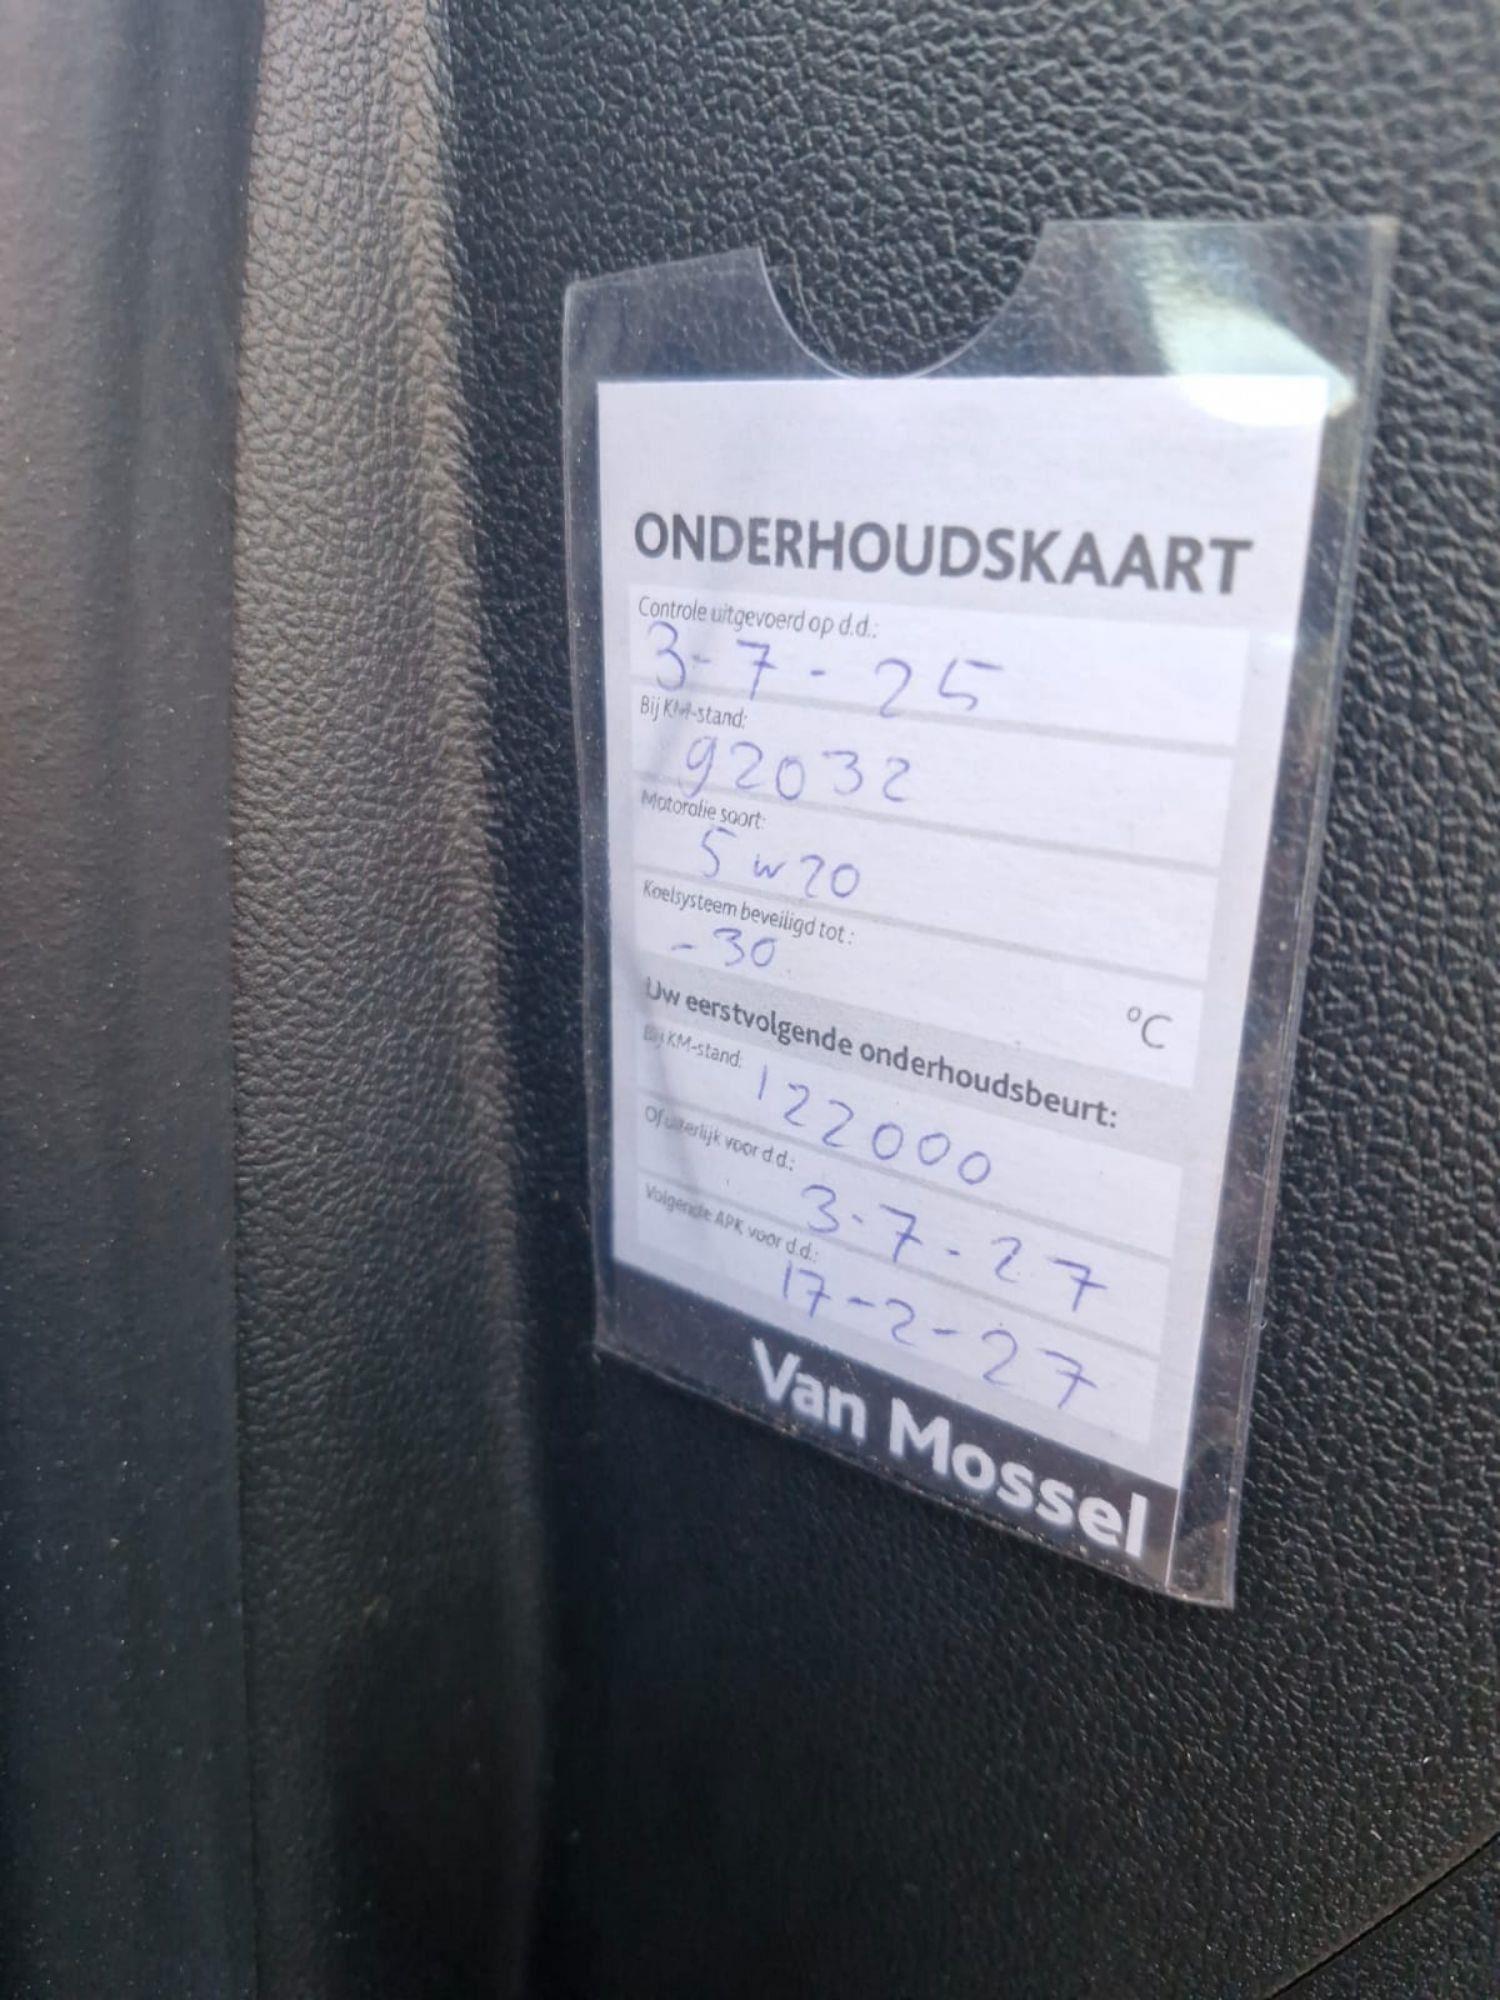 ONDERHOUDSKAART
Controle uitgevoerd op d.d.:
3-7-25
Bij KM-stand:
92032
Motorolie soort:
5w20
Koelsysteem beveiligd tot :
-30
°C
Uw eerstvolgende onderhoudsbeurt:
Bij KM-stand:
122000
Of uiterlijk voor d.d.:
3-7-27
Volgende APK voor d.d.:
17-2-27
Van Mossel